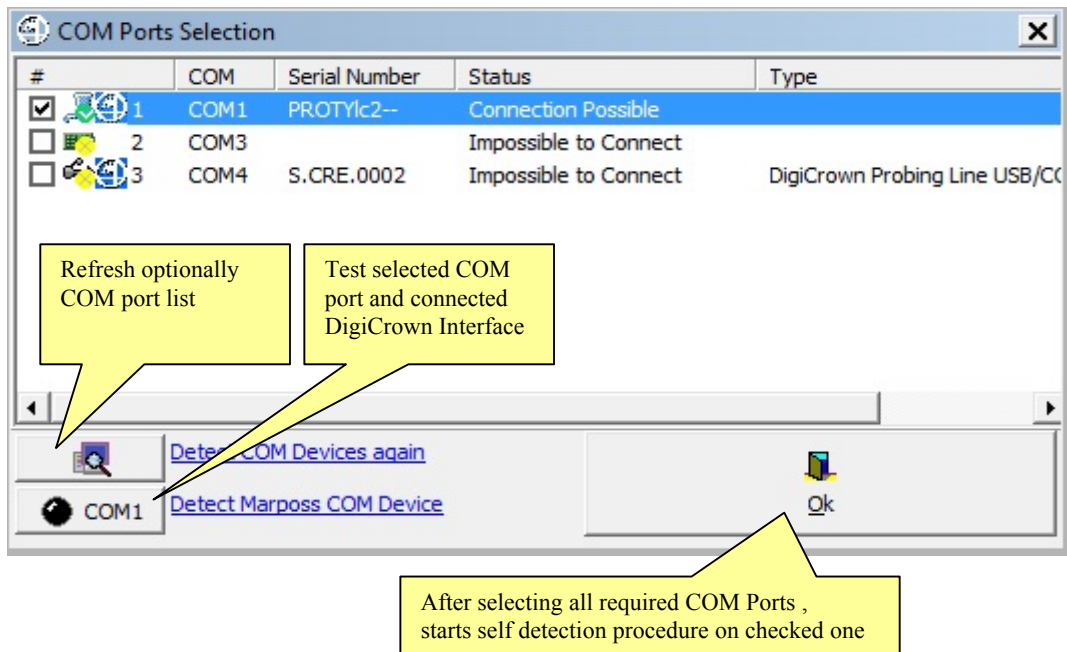 COM Ports Selection
# COM Serial Number Status Type
1 COM1 PROTYlc2-- Connection Possible
2 COM3 Impossible to Connect
3 COM4 S.CRE.0002 Impossible to Connect DigiCrown Probing Line USB/CO
Refresh optionally
COM port list
Test selected COM
port and connected
DigiCrown Interface
Detect COM Devices again
COM1 Detect Marposs COM Device
Ok
After selecting all required COM Ports ,
starts self detection procedure on checked one